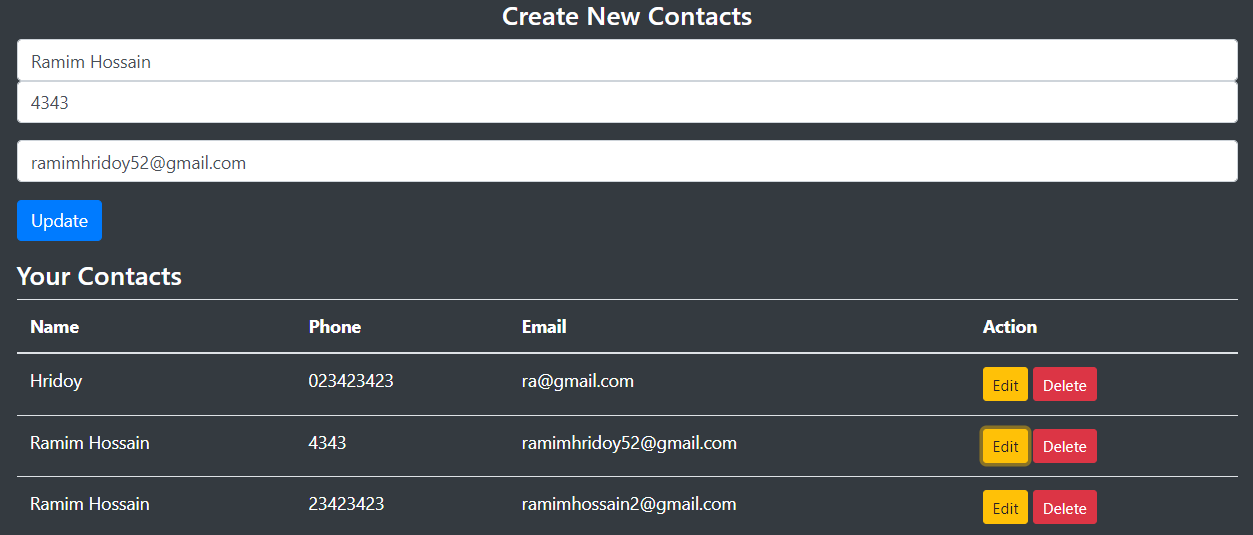 Create New Contacts
Ramim Hossain
4343
ramimhridoy52@gmail.com
Update
Your Contacts
Name Phone Email Action
Hridoy 023423423 ra@gmail.com Edit Delete
Ramim Hossain 4343 ramimhridoy52@gmail.com Edit Delete
Ramim Hossain 23423423 ramimhossain2@gmail.com Edit Delete